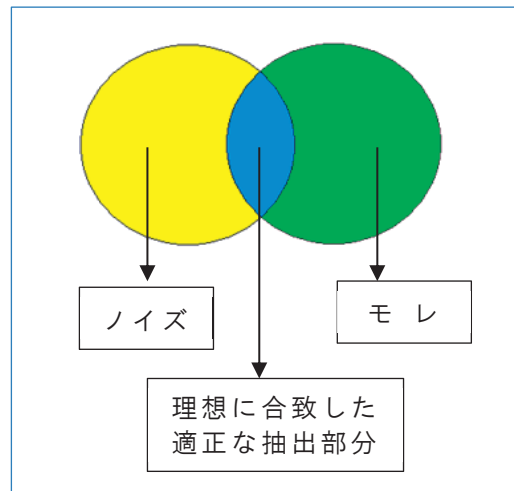 ノイズ
モレ
理想に合致した
適正な抽出部分